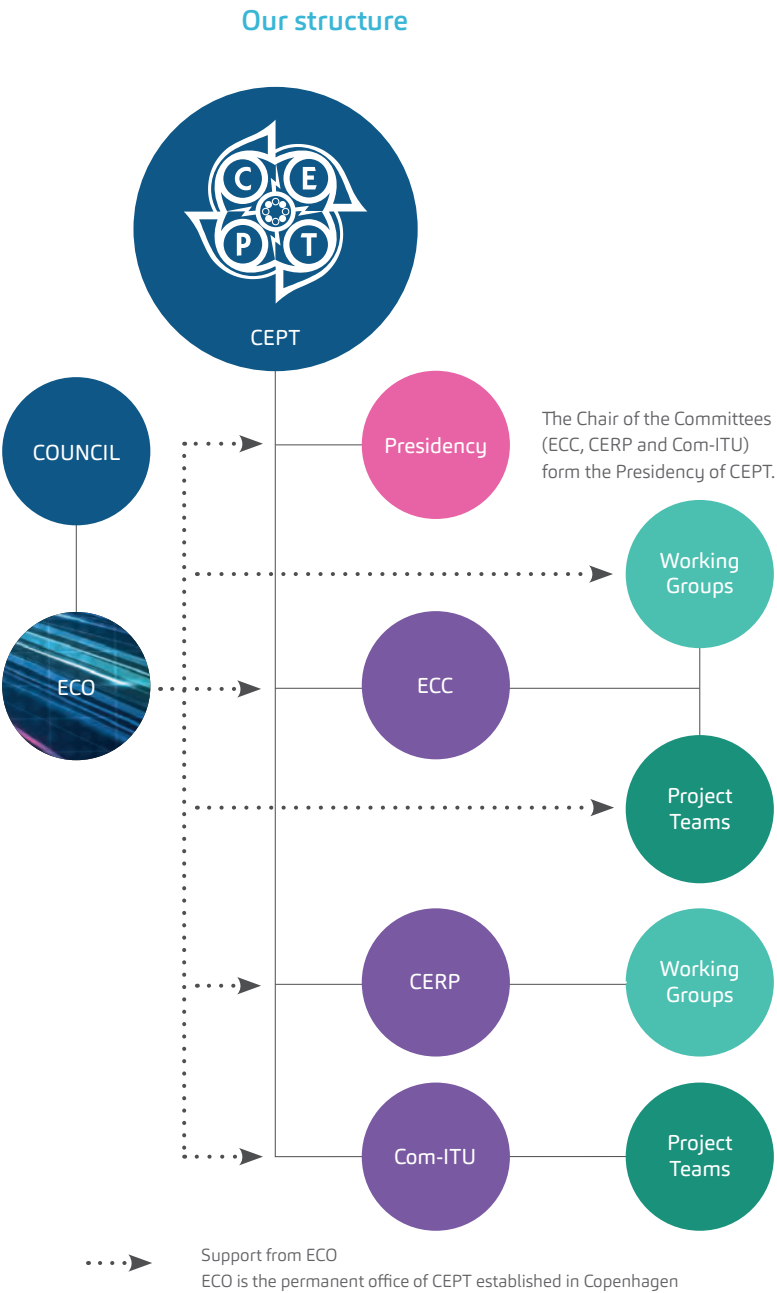 Our structure
C E
P T
CEPT
COUNCIL
Presidency
The Chair of the Committees
(ECC, CERP and Com-ITU)
form the Presidency of CEPT.
Working
Groups
ECO
ECC
Project
Teams
CERP
Working
Groups
Com-ITU
Project
Teams
Support from ECO
ECO is the permanent office of CEPT established in Copenhagen